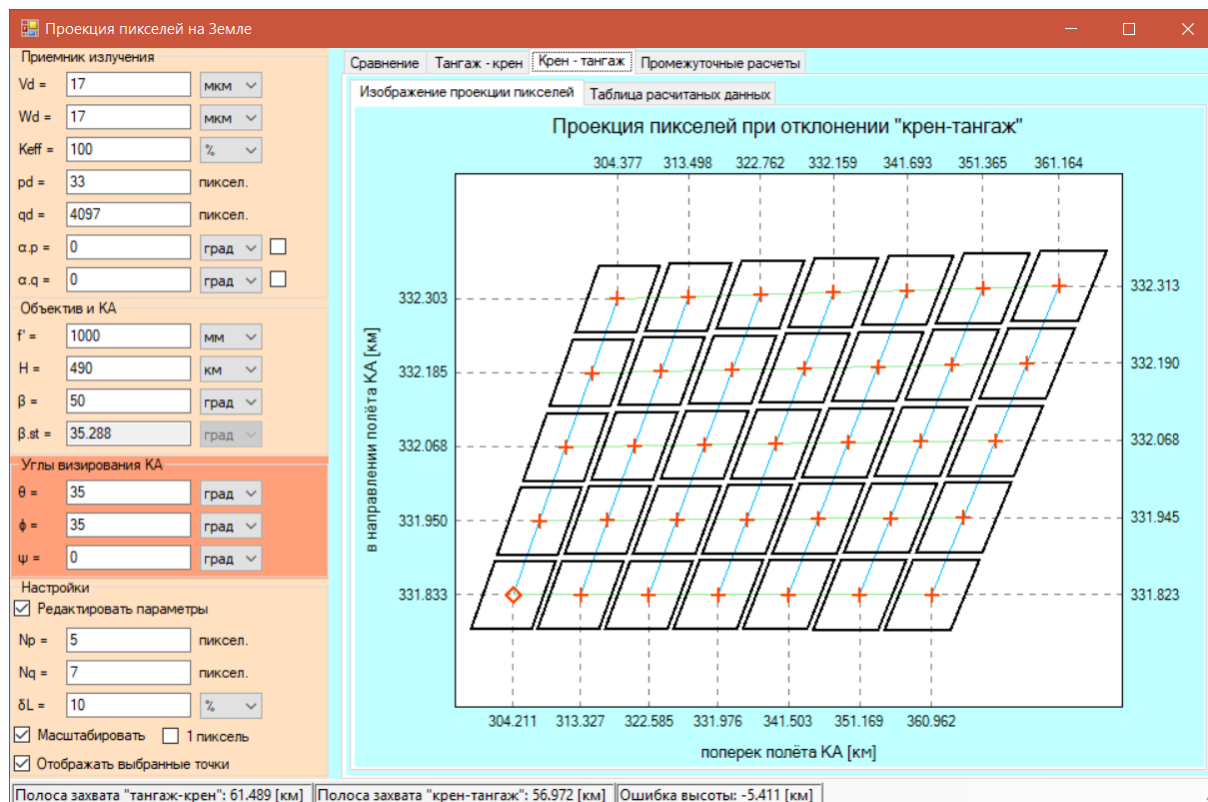 Проекция пикселей на Земле
Приемник излучения
Vd = 17 мкм
Wd = 17 мкм
Keff = 100 %
pd = 33 пиксел.
qd = 4097 пиксел.
α.p = 0 град
α.q = 0 град
Объектив и КА
f' = 1000 мм
H = 490 км
β = 50 град
β.st = 35.288 град
Углы визирования КА
θ = 35 град
ϕ = 35 град
ψ = 0 град
Настройки
Редактировать параметры
Np = 5 пиксел.
Nq = 7 пиксел.
δL = 10 %
Масштабировать 1 пиксель
Отображать выбранные точки
Сравнение Тангаж - крен Крен - тангаж Промежуточные расчеты
Изображение проекции пикселей Таблица расчитаных данных
Проекция пикселей при отклонении "крен-тангаж"
304.377 313.498 322.762 332.159 341.693 351.365 361.164
332.303 332.313
332.185 332.190
332.068 332.068
331.950 331.945
331.833 331.823
в направлении полёта КА [км]
304.211 313.327 322.585 331.976 341.503 351.169 360.962
поперек полёта КА [км]
Полоса захвата "тангаж-крен": 61.489 [км] Полоса захвата "крен-тангаж": 56.972 [км] Ошибка высоты: -5.411 [км]